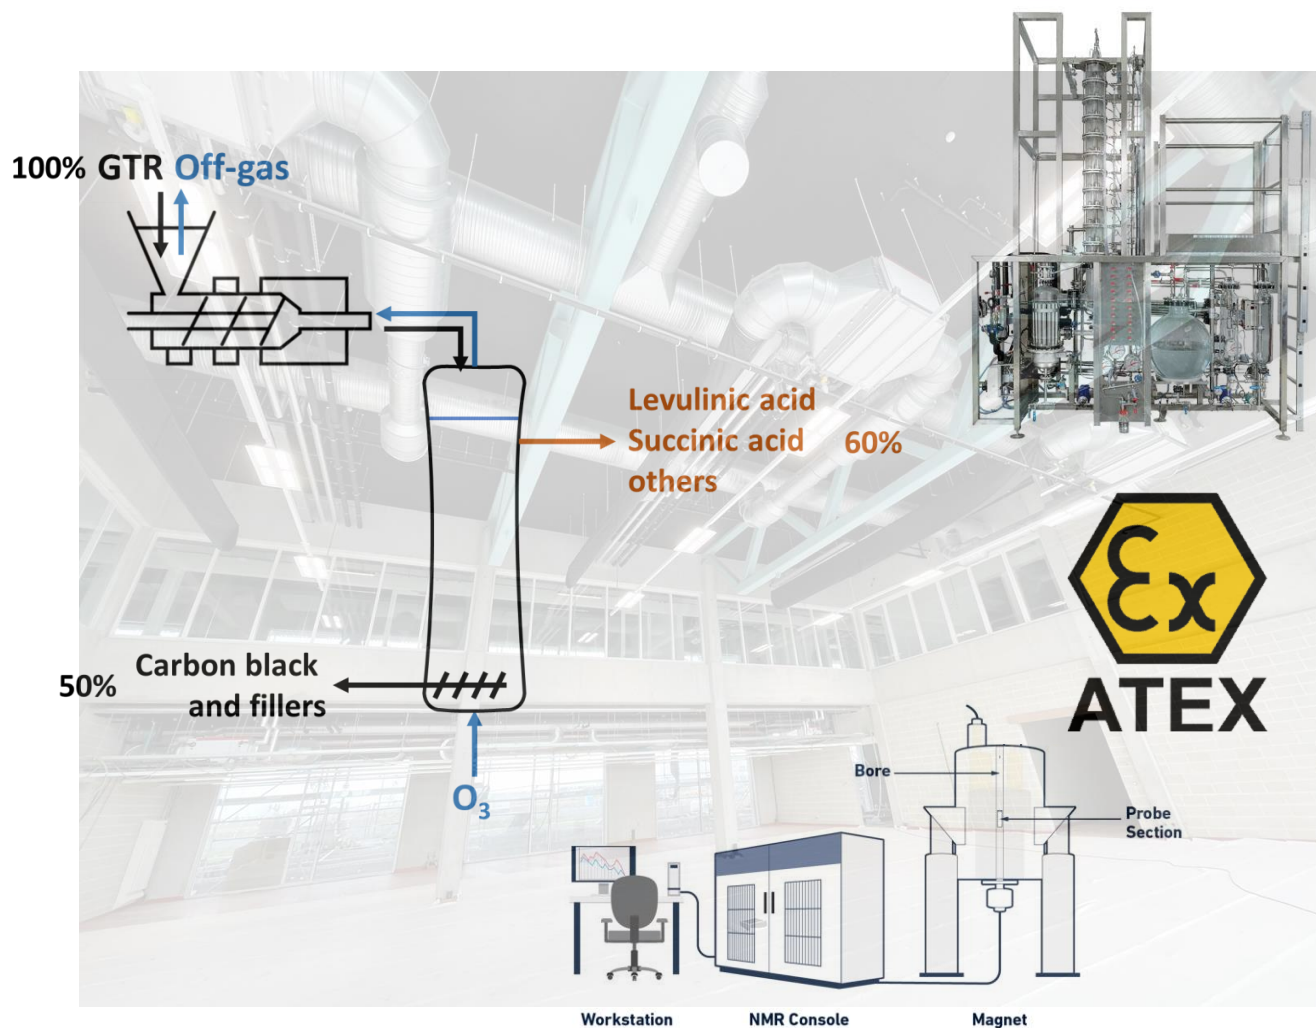 100% GTR Off-gas
Levulinic acid
Succinic acid 60%
others
Ex
ATEX
50% Carbon black
and fillers
O₃
Bore
Probe
Section
Workstation
NMR Console
Magnet